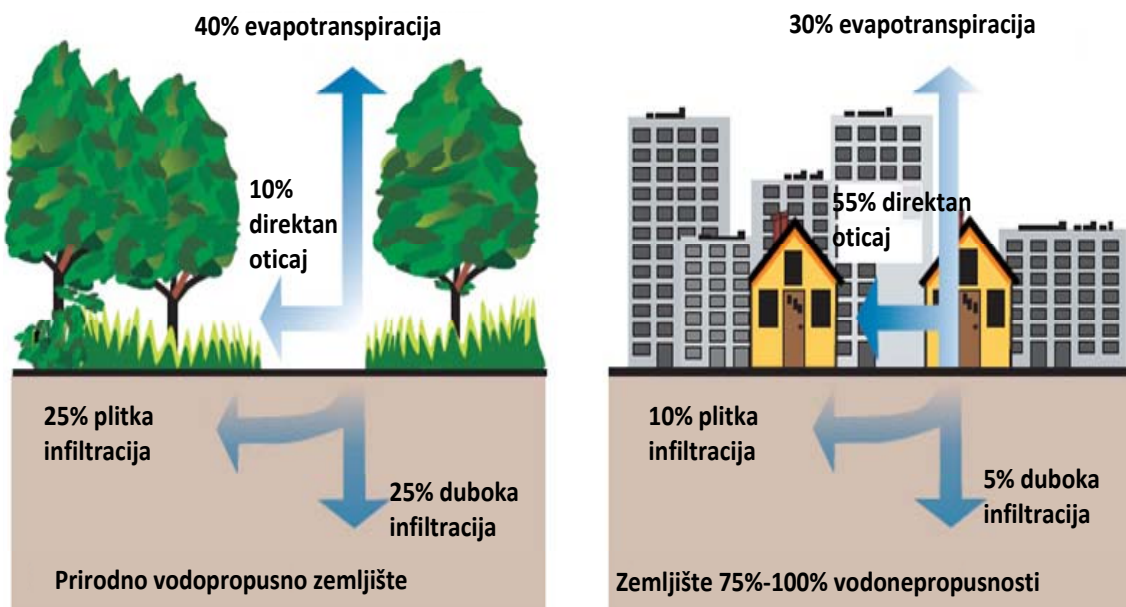 40% evapotranspiracija
10%
direktan
oticaj
25% plitka
infiltracija
25% duboka
infiltracija
Prirodno vodopropusno zemljište
30% evapotranspiracija
55% direktan
oticaj
10% plitka
infiltracija
5% duboka
infiltracija
Zemljište 75%-100% vodonepropusnosti